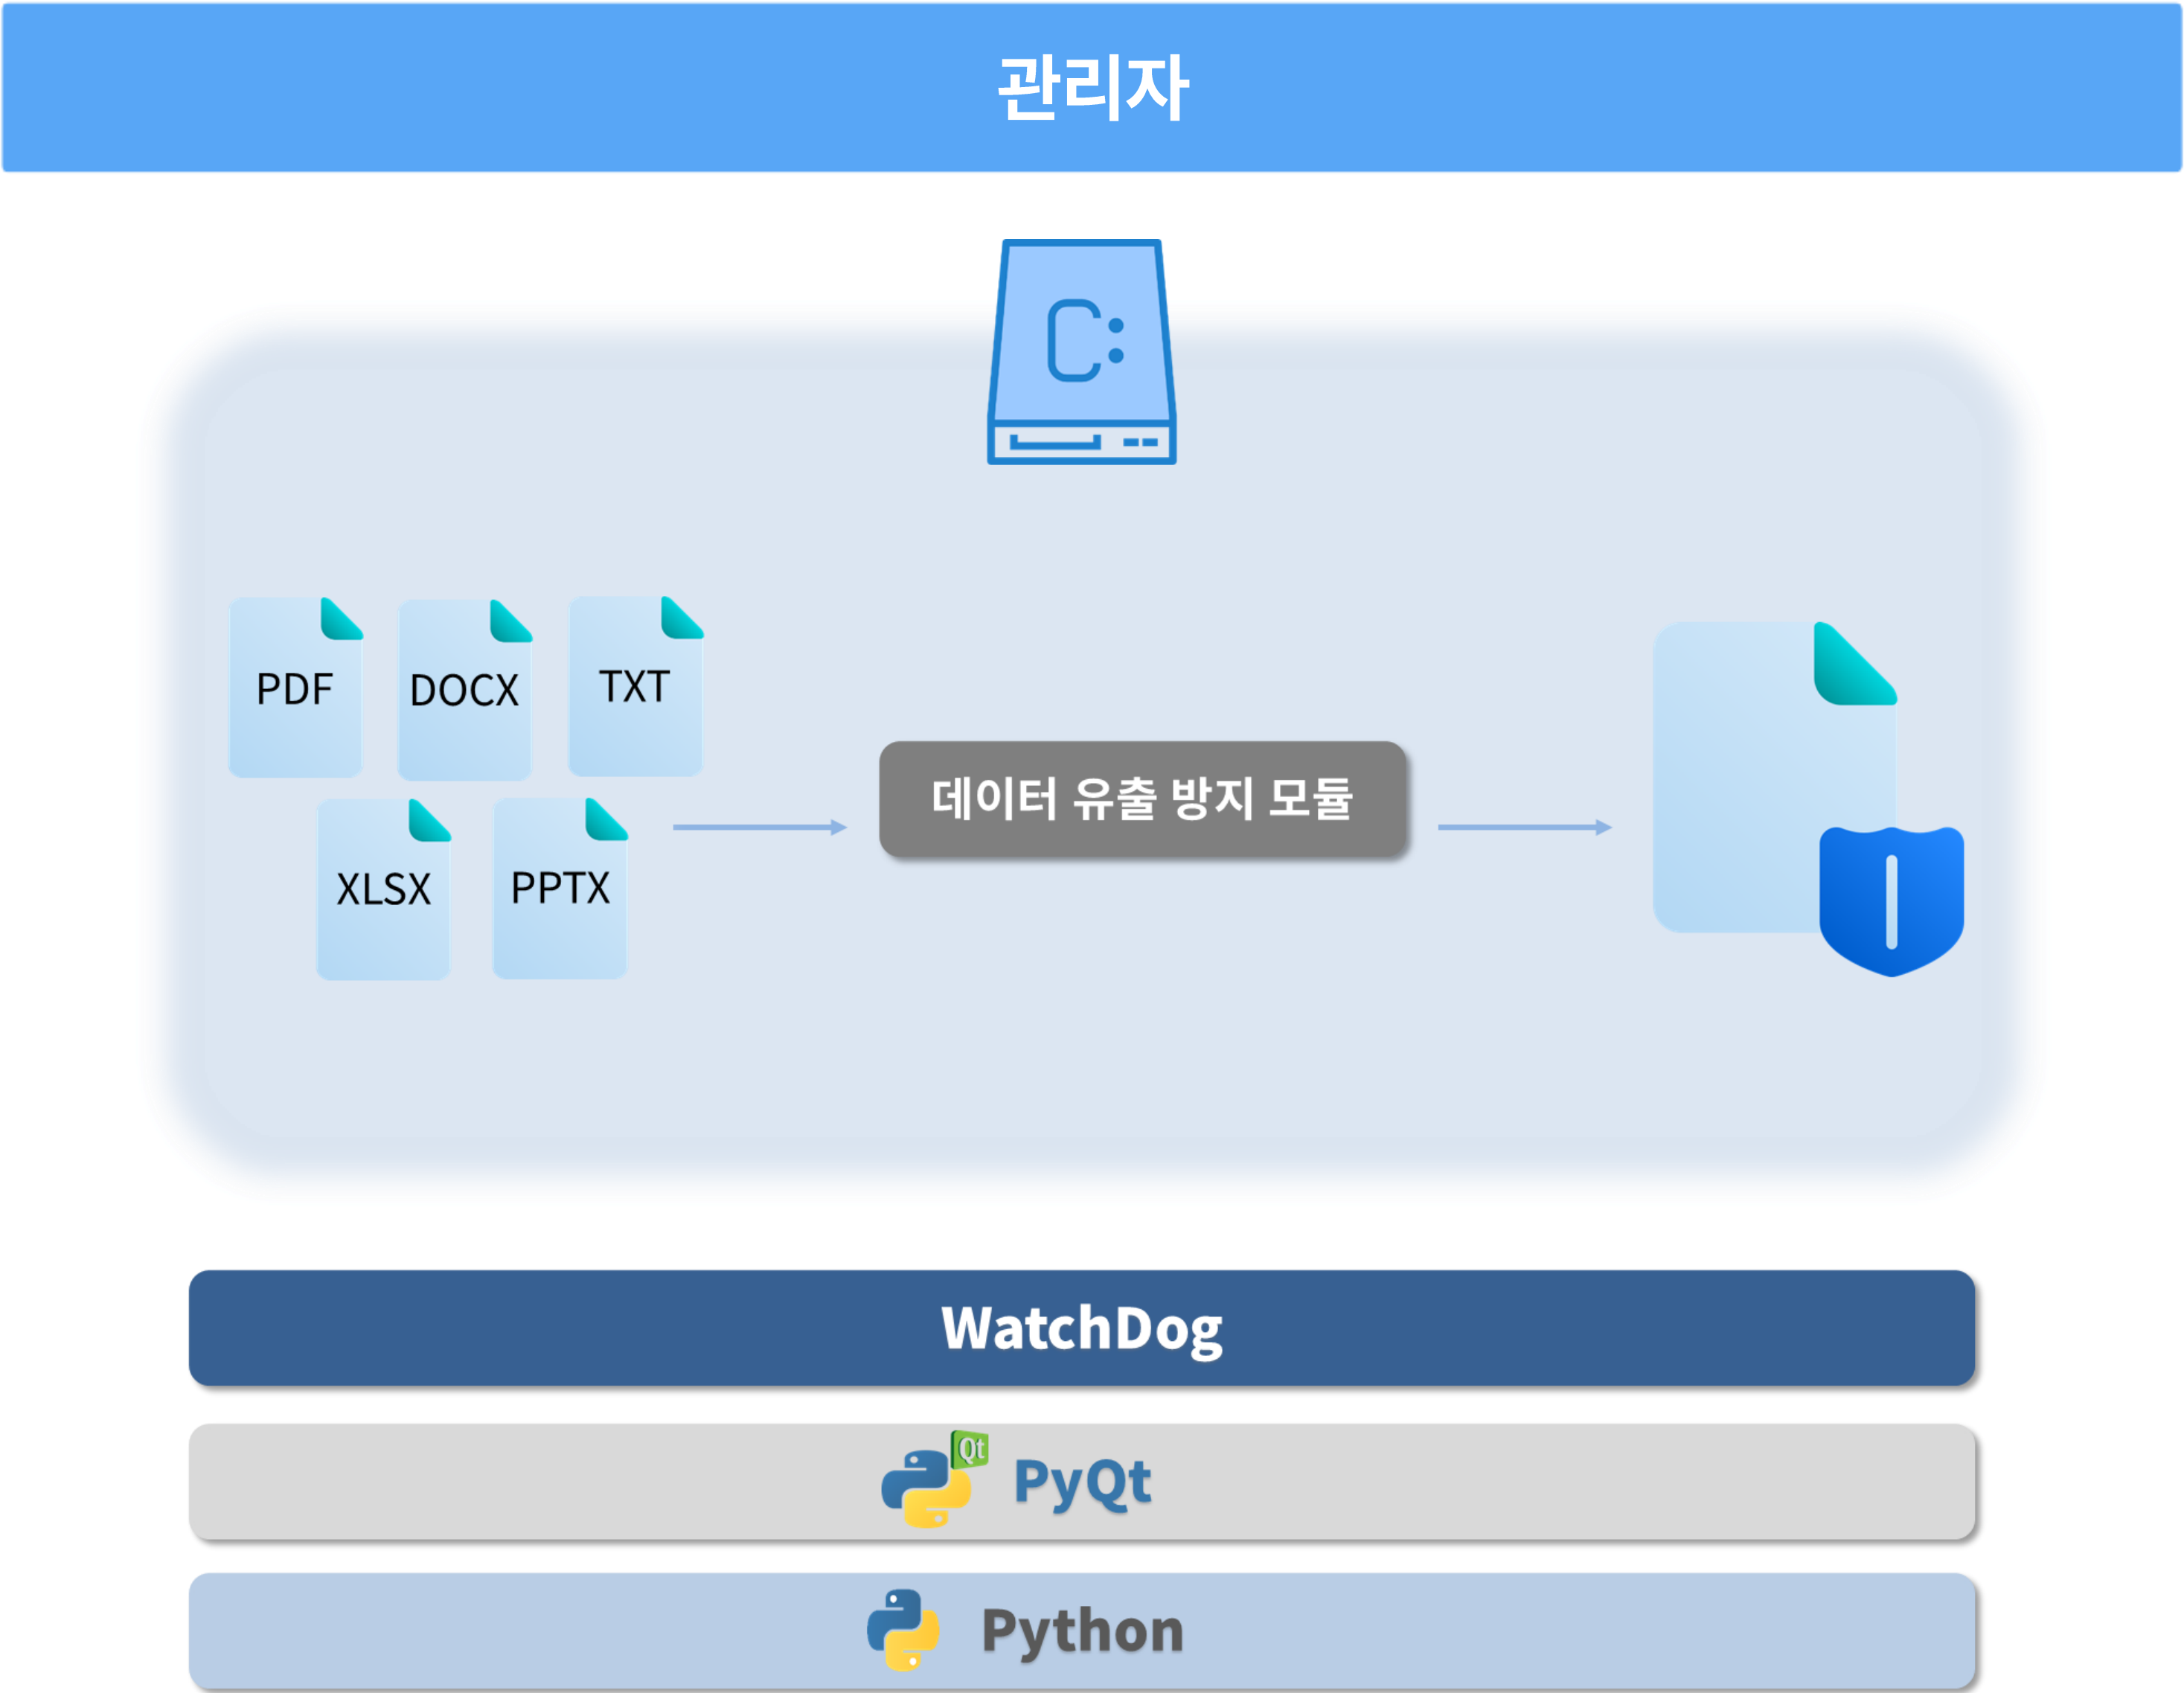 관리자
C:
PDF
DOCX
TXT
XLSX
PPTX
데이터 유출 방지 모듈
WatchDog
Qt
PyQt
Python